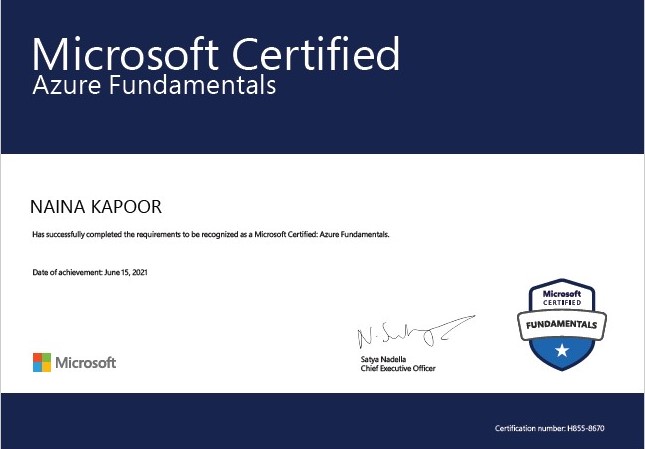 Microsoft Certified
Azure Fundamentals
NAINA KAPOOR
Has successfully completed the requirements to be recognized as a Microsoft Certified: Azure Fundamentals.
Date of achievement: June 15, 2021
Microsoft
CERTIFIED
FUNDAMENTALS
Microsoft
Satya Nadella
Chief Executive Officer
Certification number: H855-8670